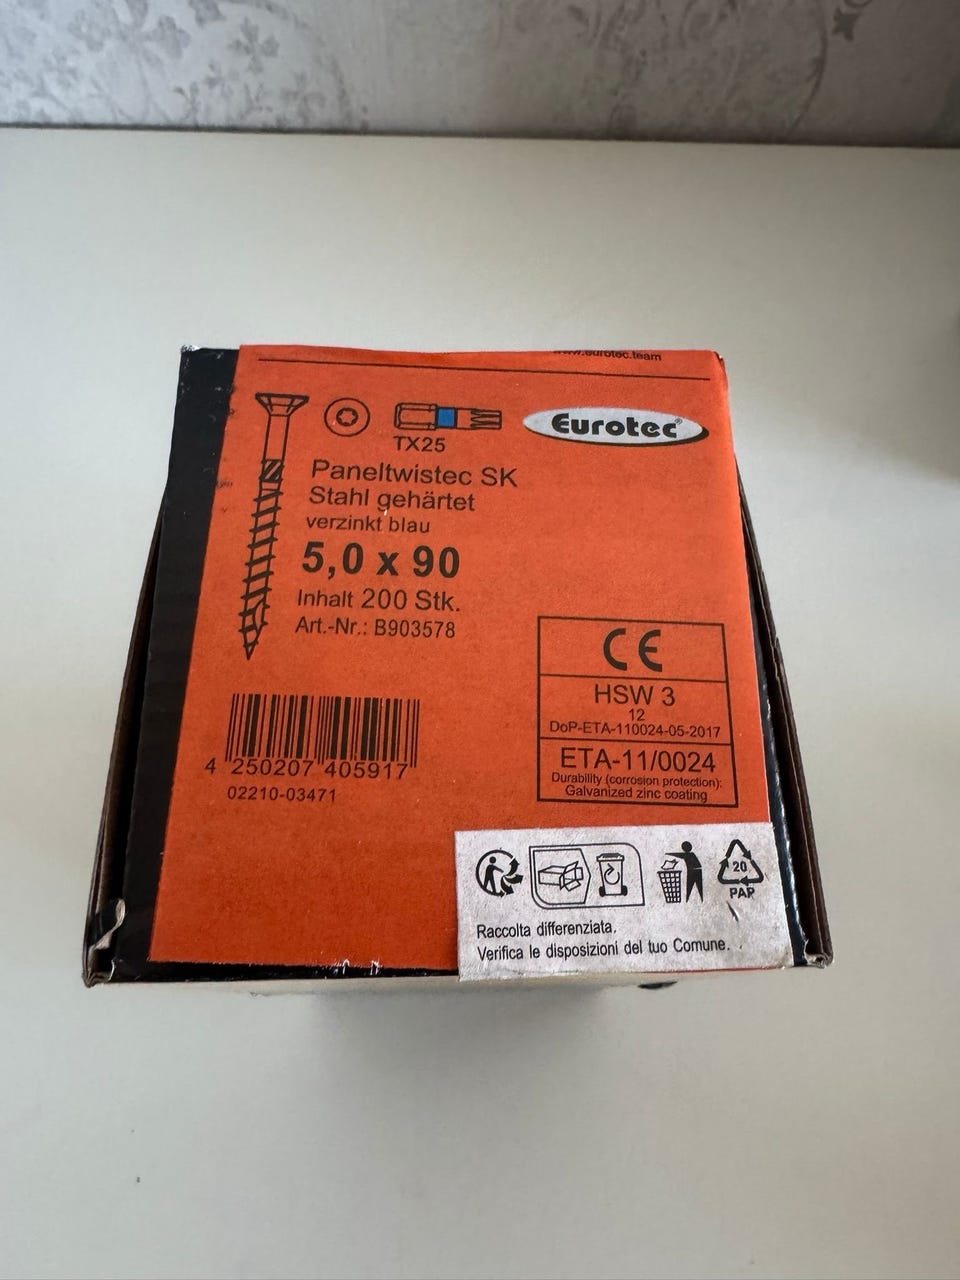 www.eurotec.team
Eurotec®
TX25
Paneltwistec SK
Stahl gehärtet
verzinkt blau
5,0 x 90
Inhalt 200 Stk.
Art.-Nr.: B903578
4 250207 405917
02210-03471
CE
HSW 3
12
DoP-ETA-110024-05-2017
ETA-11/0024
Durability (corrosion protection):
Galvanized zinc coating
20
PAP
Raccolta differenziata.
Verifica le disposizioni del tuo Comune.